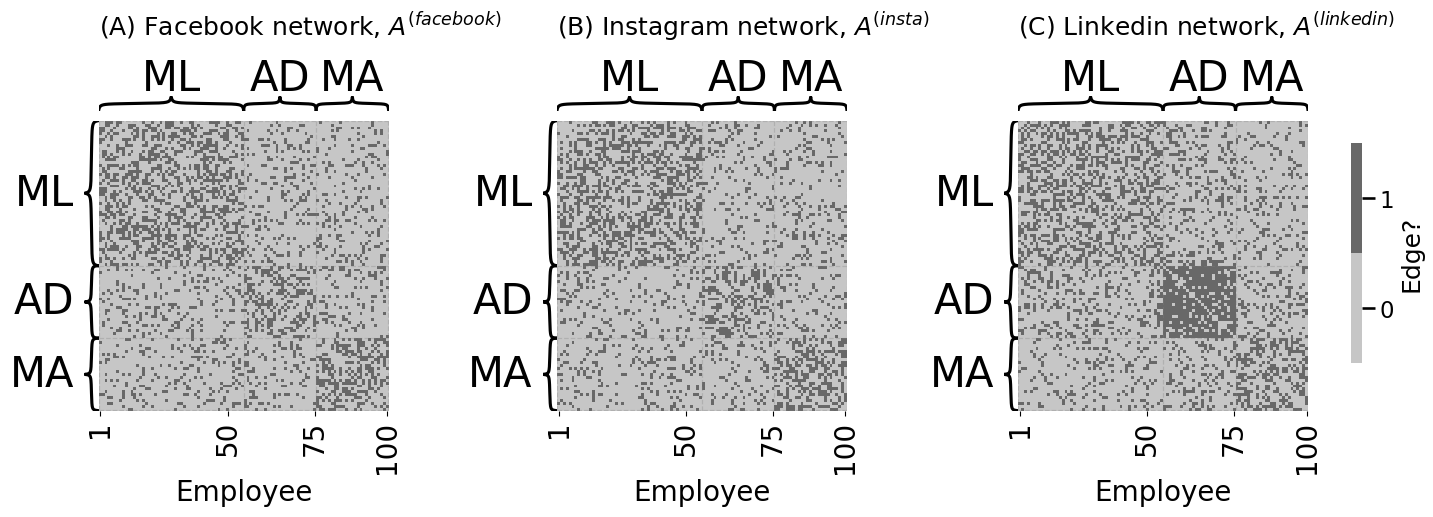 (A) Facebook network, A^(facebook)
ML AD MA
ML
AD
MA
1 50 75 100
Employee
(B) Instagram network, A^(insta)
ML AD MA
ML
AD
MA
1 50 75 100
Employee
(C) Linkedin network, A^(linkedin)
ML AD MA
ML
AD
MA
1 50 75 100
Employee
1
0
Edge?